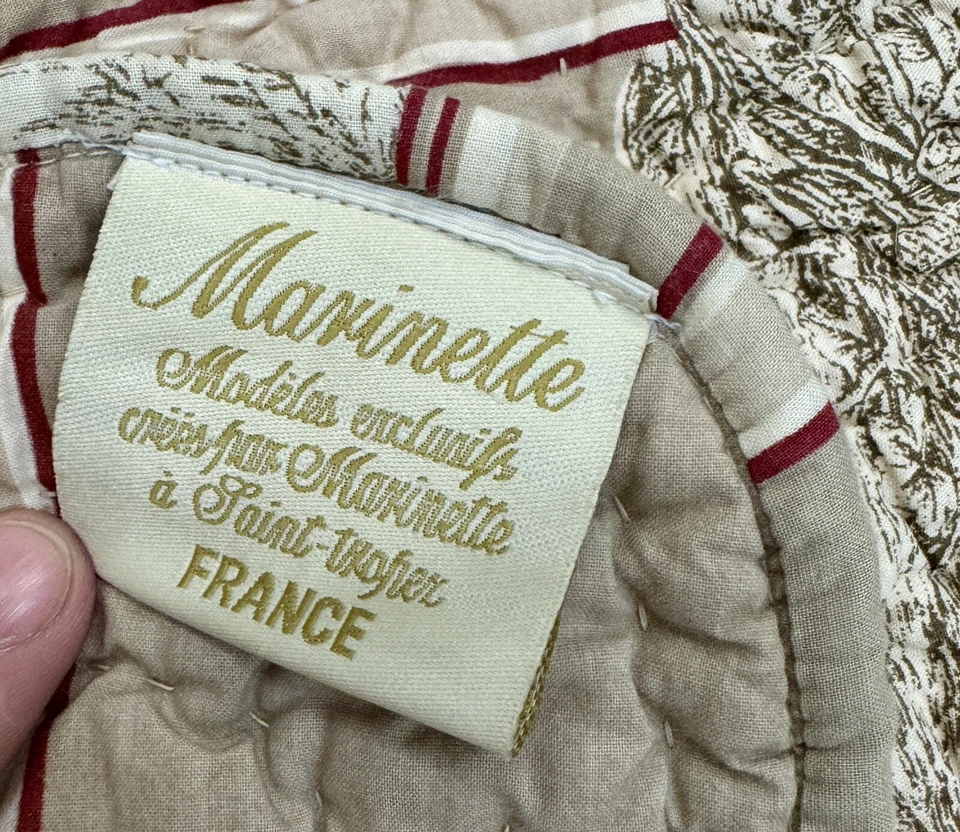 Marinette
Modèles exclusifs
créés par Marinette
à Saint-tropez
FRANCE